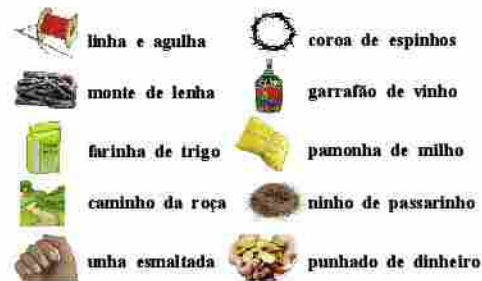 linha e agulha
coroa de espinhos
monte de lenha
garrafão de vinho
farinha de trigo
pamonha de milho
caminho da roça
ninho de passarinho
unha esmaltada
punhado de dinheiro